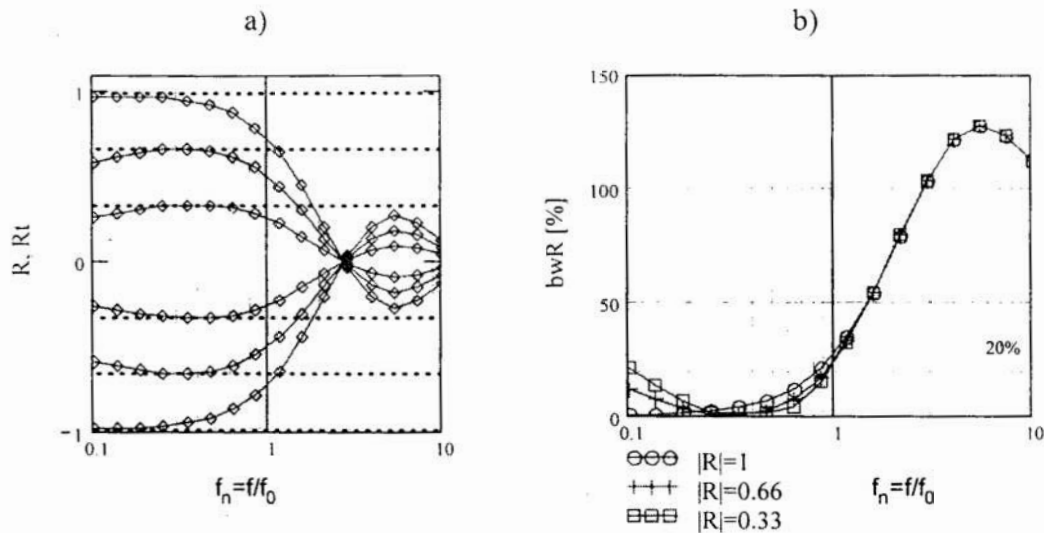 a)
b)
R, Rt
1
0
−1
0.1
1
10
f_n=f/f_0
bwR [%]
150
100
50
0
20%
0.1
1
10
|R|=1
|R|=0.66
|R|=0.33
f_n=f/f_0